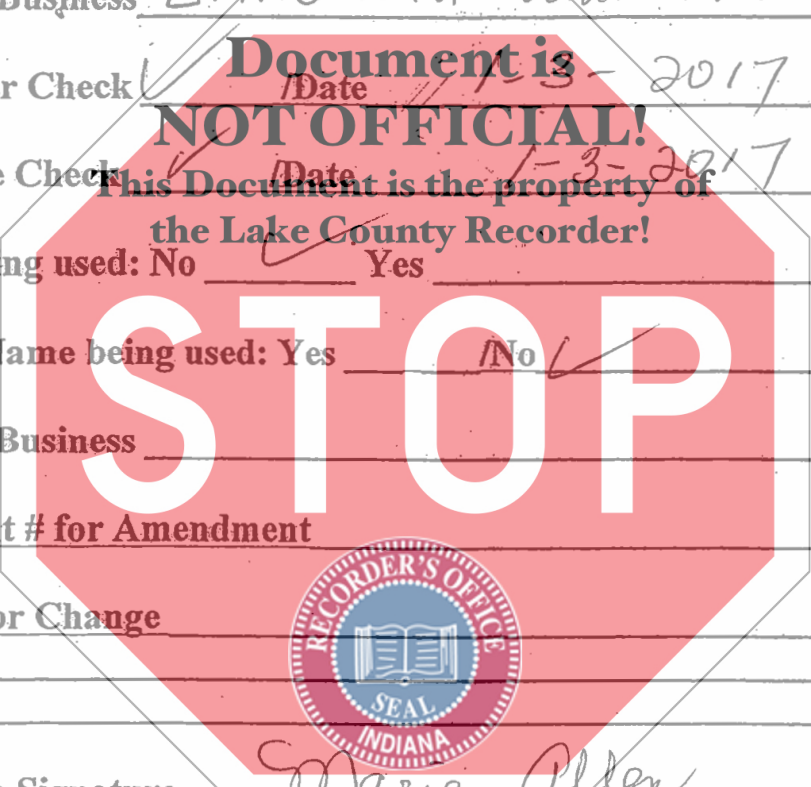 Business
Document is
r Check ✓ /Date 1-3-2017
NOT OFFICIAL!
e Check ✓ /Date 1-3-2017
This Document is the property of
the Lake County Recorder!
ng used: No ✓ Yes
Name being used: Yes /No ✓
STOP
Business
t # for Amendment
RECORDER'S OFFICE
or Change
SEAL
INDIANA
Signature